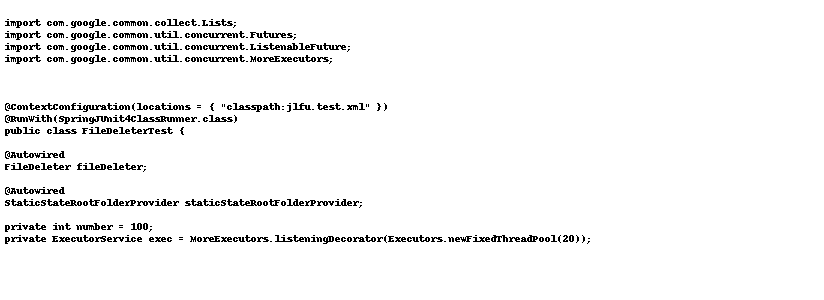 import com.google.common.collect.Lists;
import com.google.common.util.concurrent.Futures;
import com.google.common.util.concurrent.ListenableFuture;
import com.google.common.util.concurrent.MoreExecutors;
@ContextConfiguration(locations = { "classpath:jlfu.test.xml" })
@RunWith(SpringJUnit4ClassRunner.class)
public class FileDeleterTest {
@Autowired
FileDeleter fileDeleter;
@Autowired
StaticStateRootFolderProvider staticStateRootFolderProvider;
private int number = 100;
private ExecutorService exec = MoreExecutors.listeningDecorator(Executors.newFixedThreadPool(20));